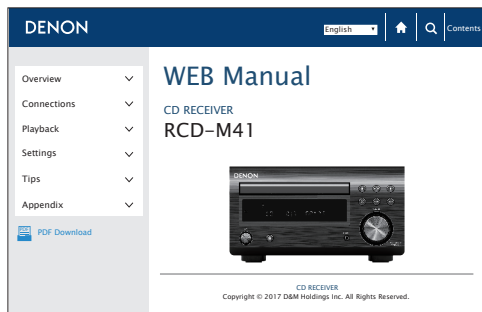 DENON
English
Contents
Overview
Connections
Playback
Settings
Tips
Appendix
PDF Download
WEB Manual
CD RECEIVER
RCD-M41
DENON
CD RECEIVER
Copyright © 2017 D&M Holdings Inc. All Rights Reserved.